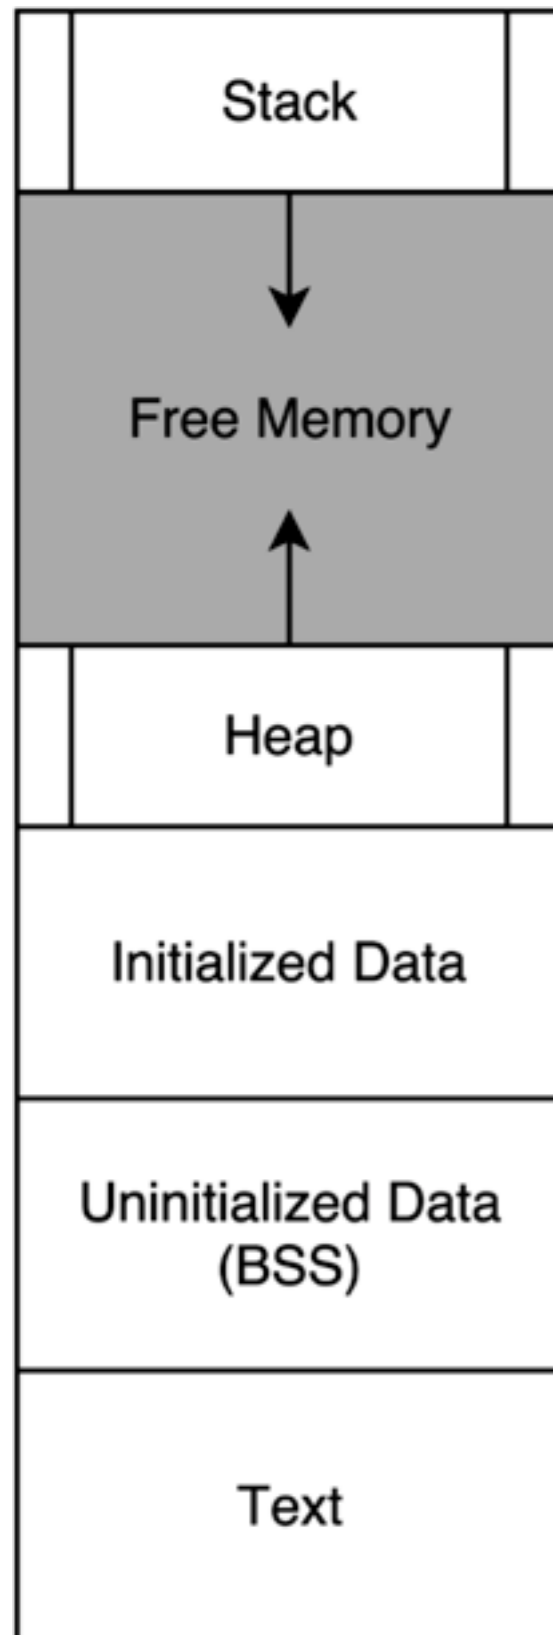 Stack
Free Memory
Heap
Initialized Data
Uninitialized Data
(BSS)
Text